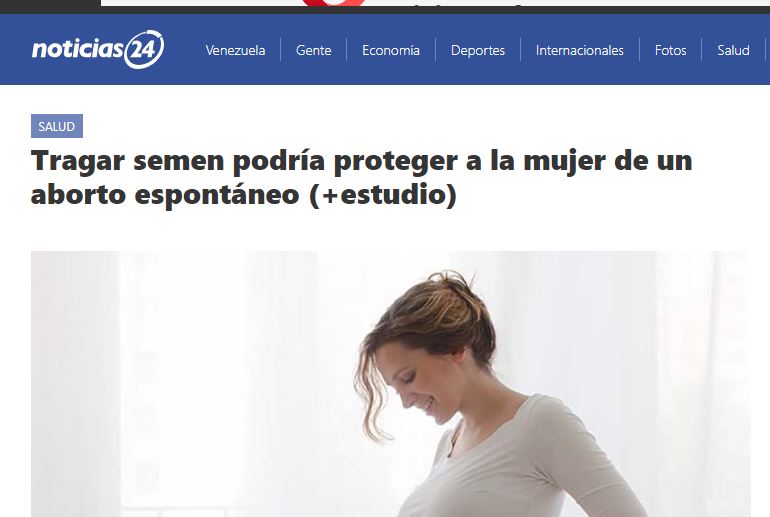 noticias24 Venezuela Gente Economía Deportes Internacionales Fotos Salud
SALUD
Tragar semen podría proteger a la mujer de un
aborto espontáneo (+estudio)